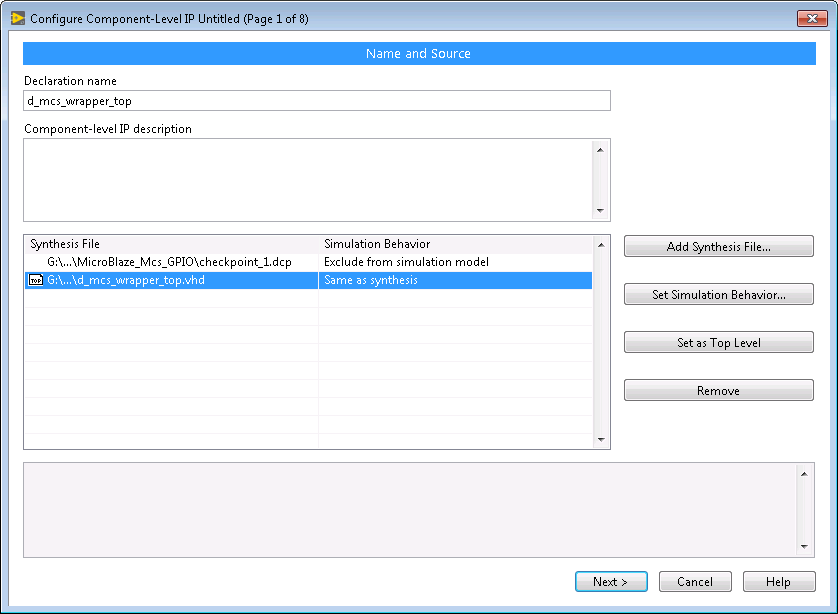 Configure Component-Level IP Untitled (Page 1 of 8)
Name and Source
Declaration name
d_mcs_wrapper_top
Component-level IP description
Synthesis File Simulation Behavior
G:\...\MicroBlaze_Mcs_GPIO\checkpoint_1.dcp Exclude from simulation model
TOP G:\...\d_mcs_wrapper_top.vhd Same as synthesis
Add Synthesis File...
Set Simulation Behavior...
Set as Top Level
Remove
Next > Cancel Help